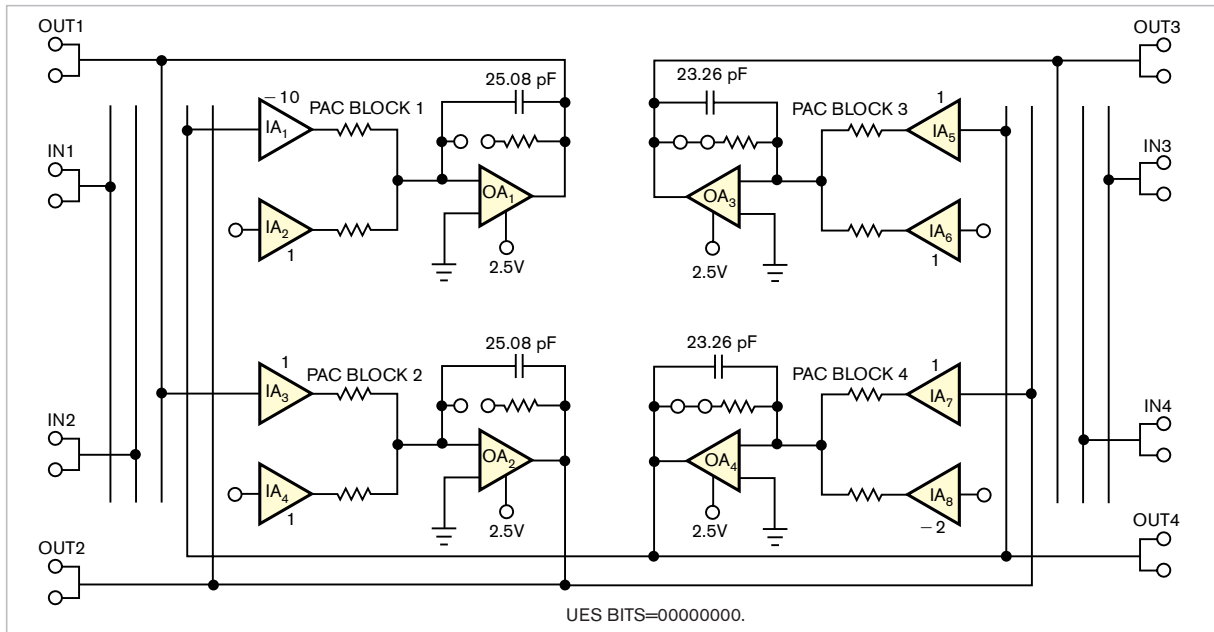 OUT1
OUT3
25.08 pF
23.26 pF
−10
PAC BLOCK 1
PAC BLOCK 3
1
IA1
IA5
IN1
IN3
OA1
OA3
IA2
IA6
1
1
2.5V
2.5V
25.08 pF
23.26 pF
1
PAC BLOCK 2
PAC BLOCK 4
1
IA3
IA7
IN2
IN4
OA2
OA4
IA4
IA8
1
−2
2.5V
2.5V
OUT2
OUT4
UES BITS=00000000.